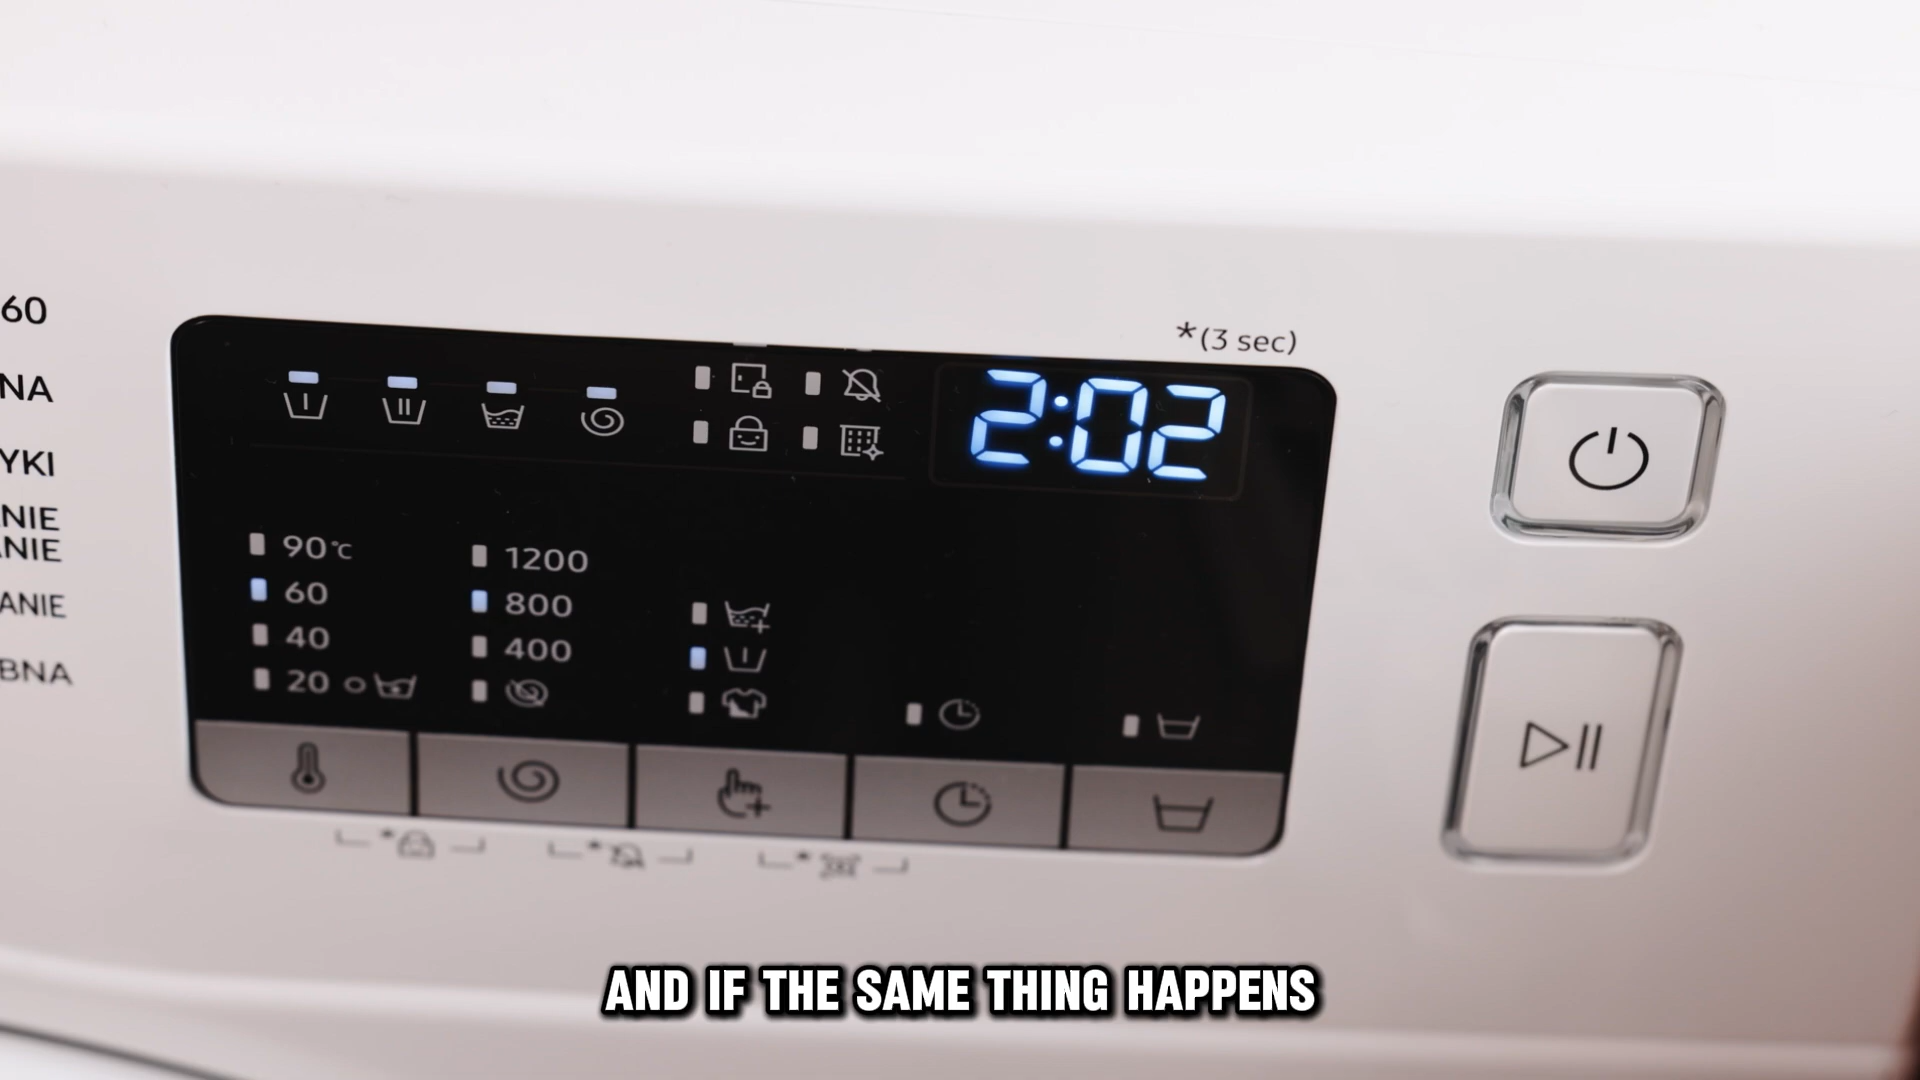 60
NA
YKI
NIE
NIE
ANIE
BNA
*(3 sec)
2:02
90°C
60
40
20
1200
800
400
AND IF THE SAME THING HAPPENS